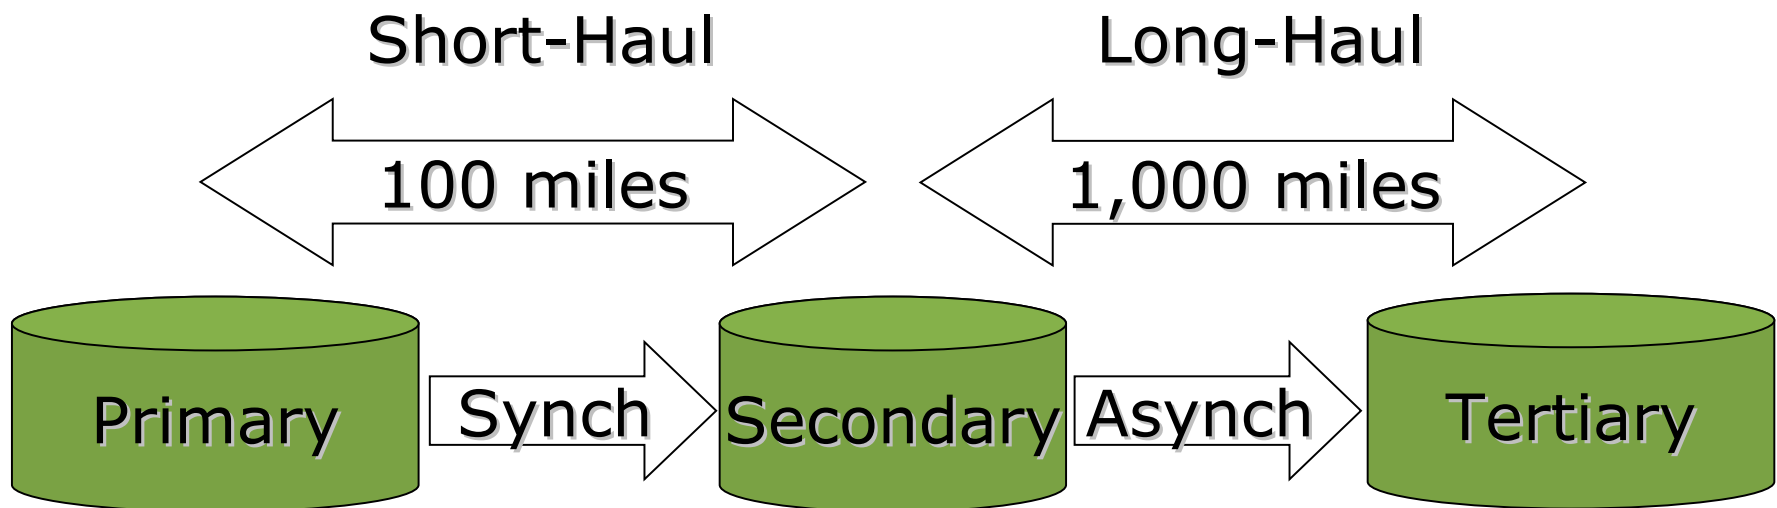 Short-Haul
Long-Haul
100 miles
1,000 miles
Primary
Synch
Secondary
Asynch
Tertiary